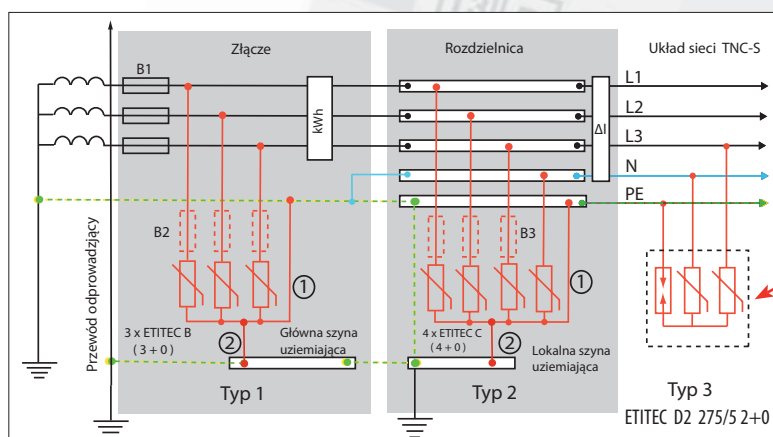 Złącze
Rozdzielnica
Układ sieci TNC-S
B1
L1
L2
L3
N
PE
kWh
ΔI
Przewód odprowadzający
B2
B3
1
1
3 x ETITEC B
( 3 + 0 )
2
Główna szyna
uziemiająca
4 x ETITEC C
( 4 + 0 )
2
Lokalna szyna
uziemiająca
Typ 1
Typ 2
Typ 3
ETITEC D2 275/5 2+0